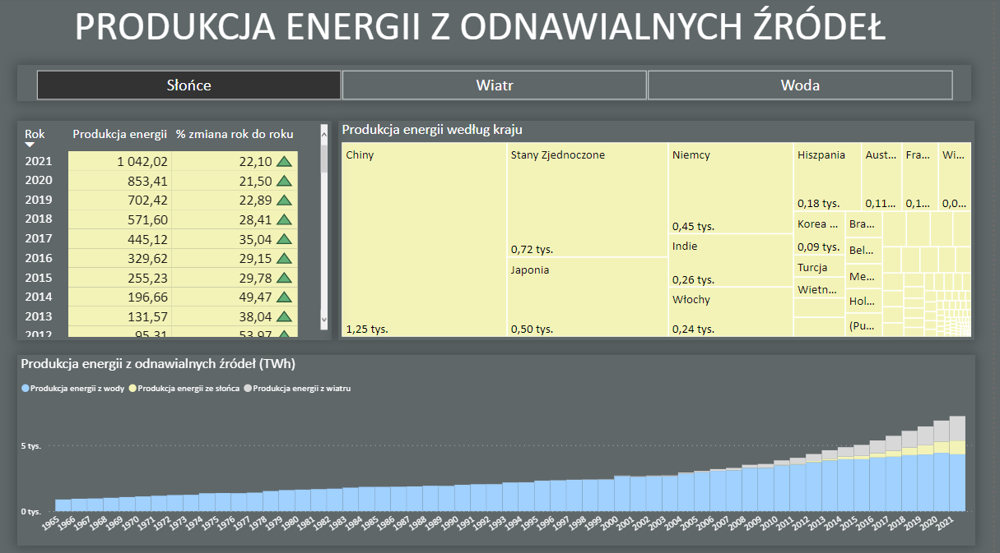 PRODUKCJA ENERGII Z ODNAWIALNYCH ŹRÓDEŁ
Słońce Wiatr Woda
Rok Produkcja energii % zmiana rok do roku
2021 1 042,02 22,10
2020 853,41 21,50
2019 702,42 22,89
2018 571,60 28,41
2017 445,12 35,04
2016 329,62 29,15
2015 255,23 29,78
2014 196,66 49,47
2013 131,57 38,04
2012 95,31 53,97
Produkcja energii według kraju
Chiny
1,25 tys.
Stany Zjednoczone
0,72 tys.
Japonia
0,50 tys.
Niemcy
0,45 tys.
Indie
0,26 tys.
Włochy
0,24 tys.
Hiszpania
0,18 tys.
Aust...
0,11...
Fra...
0,1...
Wi...
0,0...
Korea ...
0,09 tys.
Turcja
Wietn...
Bra...
Bel...
Me...
Hol...
(Pu...
Produkcja energii z odnawialnych źródeł (TWh)
Produkcja energii z wody Produkcja energii ze słońca Produkcja energii z wiatru
5 tys.
0 tys.
1965 1966 1967 1968 1969 1970 1971 1972 1973 1974 1975 1976 1977 1978 1979 1980 1981 1982 1983 1984 1985 1986 1987 1988 1989 1990 1991 1992 1993 1994 1995 1996 1997 1998 1999 2000 2001 2002 2003 2004 2005 2006 2007 2008 2009 2010 2011 2012 2013 2014 2015 2016 2017 2018 2019 2020 2021